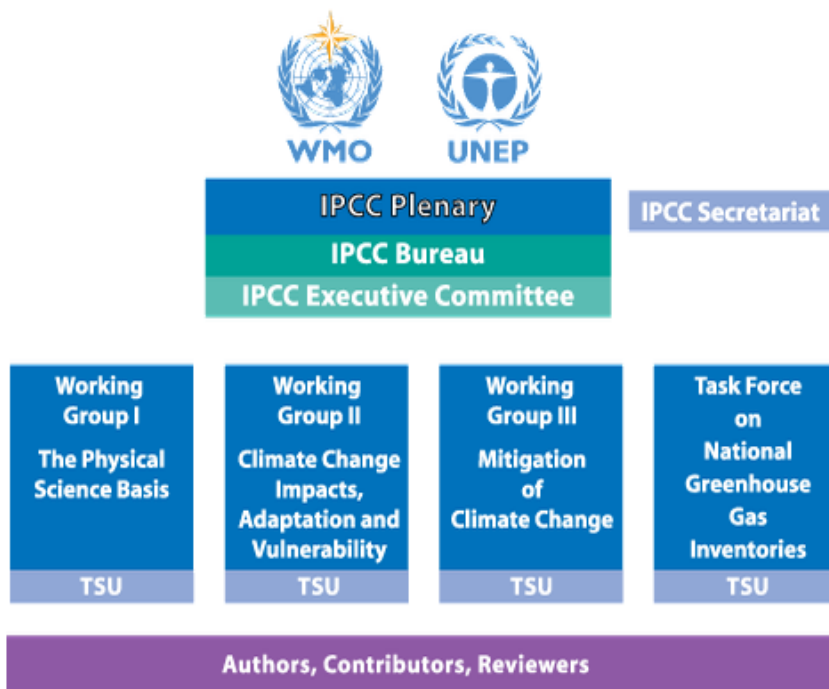 WMO
UNEP
IPCC Plenary
IPCC Secretariat
IPCC Bureau
IPCC Executive Committee
Working
Group I
The Physical
Science Basis
TSU
Working
Group II
Climate Change
Impacts,
Adaptation and
Vulnerability
TSU
Working
Group III
Mitigation
of
Climate Change
TSU
Task Force
on
National
Greenhouse
Gas
Inventories
TSU
Authors, Contributors, Reviewers